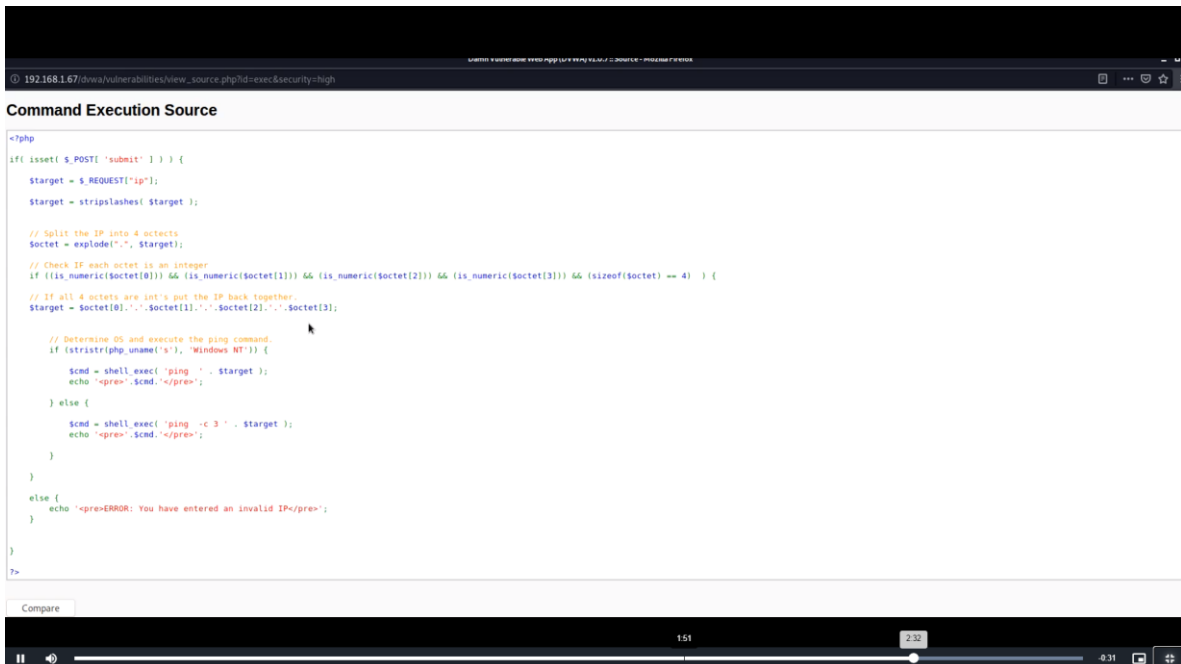 Damn Vulnerable Web App (DVWA) v1.0.7 :: Source - Mozilla Firefox
192.168.1.67/dvwa/vulnerabilities/view_source.php?id=exec&security=high
Command Execution Source
<?php
if( isset( $_POST[ 'submit' ] ) ) {
$target = $_REQUEST["ip"];
$target = stripslashes( $target );
// Split the IP into 4 octects
$octet = explode(".", $target);
// Check IF each octet is an integer
if ((is_numeric($octet[0])) && (is_numeric($octet[1])) && (is_numeric($octet[2])) && (is_numeric($octet[3])) && (sizeof($octet) == 4)  ) {
// If all 4 octets are int's put the IP back together.
$target = $octet[0].'.'.$octet[1].'.'.$octet[2].'.'.$octet[3];
// Determine OS and execute the ping command.
if (stristr(php_uname('s'), 'Windows NT')) {
$cmd = shell_exec( 'ping  ' . $target );
echo '<pre>'.$cmd.'</pre>';
} else {
$cmd = shell_exec( 'ping  -c 3 ' . $target );
echo '<pre>'.$cmd.'</pre>';
}
}
else {
echo '<pre>ERROR: You have entered an invalid IP</pre>';
}
}
?>
Compare
1:51
2:32
-0:31